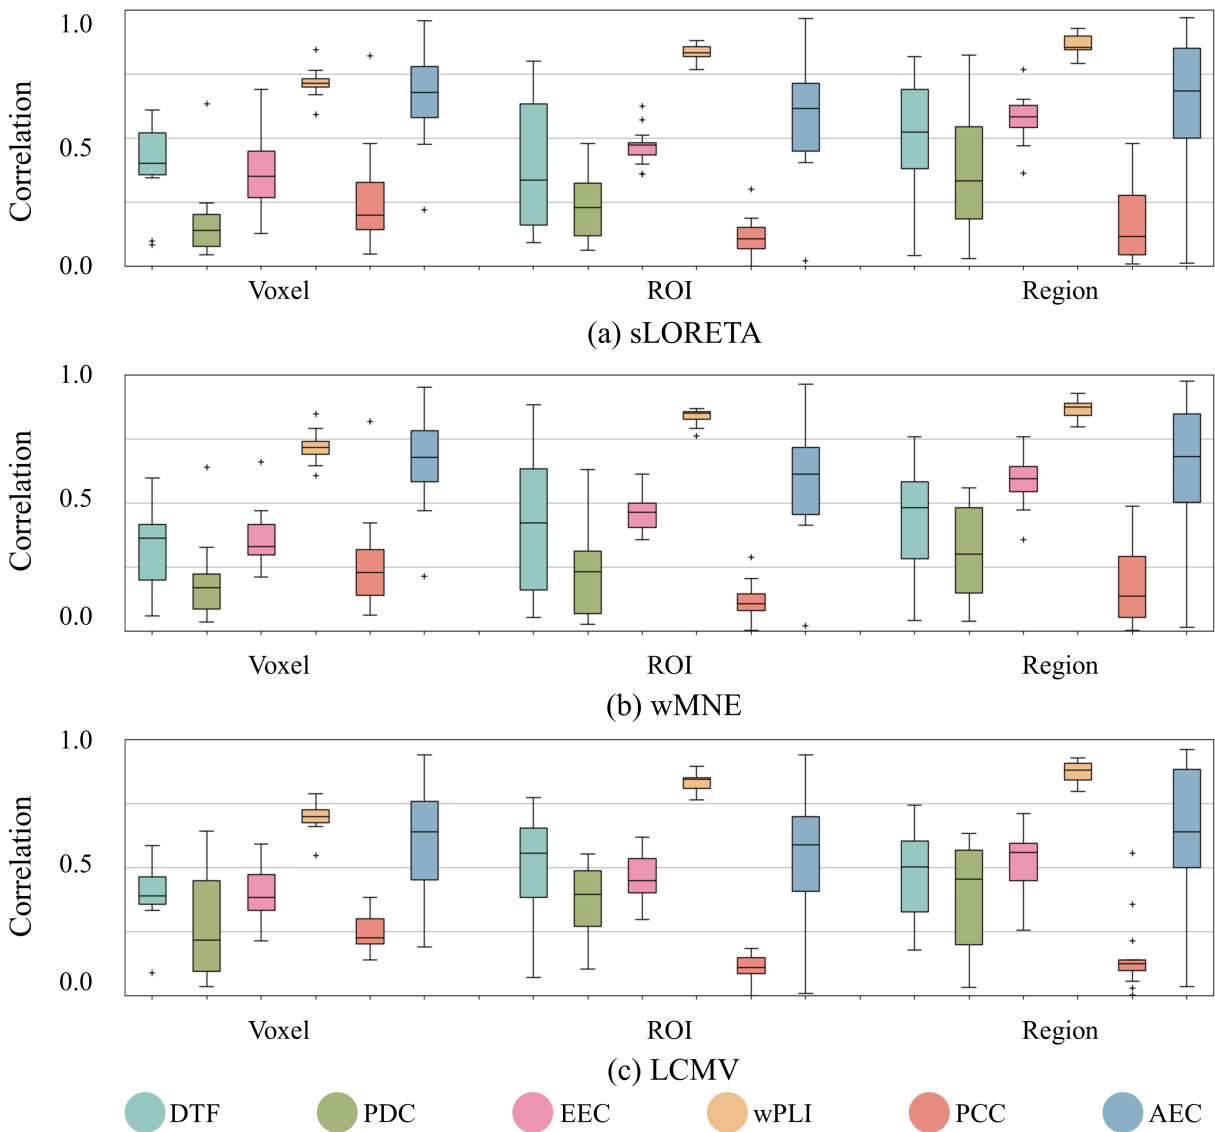 1.0
Correlation
0.5
0.0
Voxel ROI Region
(a) sLORETA
1.0
Correlation
0.5
0.0
Voxel ROI Region
(b) wMNE
1.0
Correlation
0.5
0.0
Voxel ROI Region
(c) LCMV
DTF PDC EEC wPLI PCC AEC